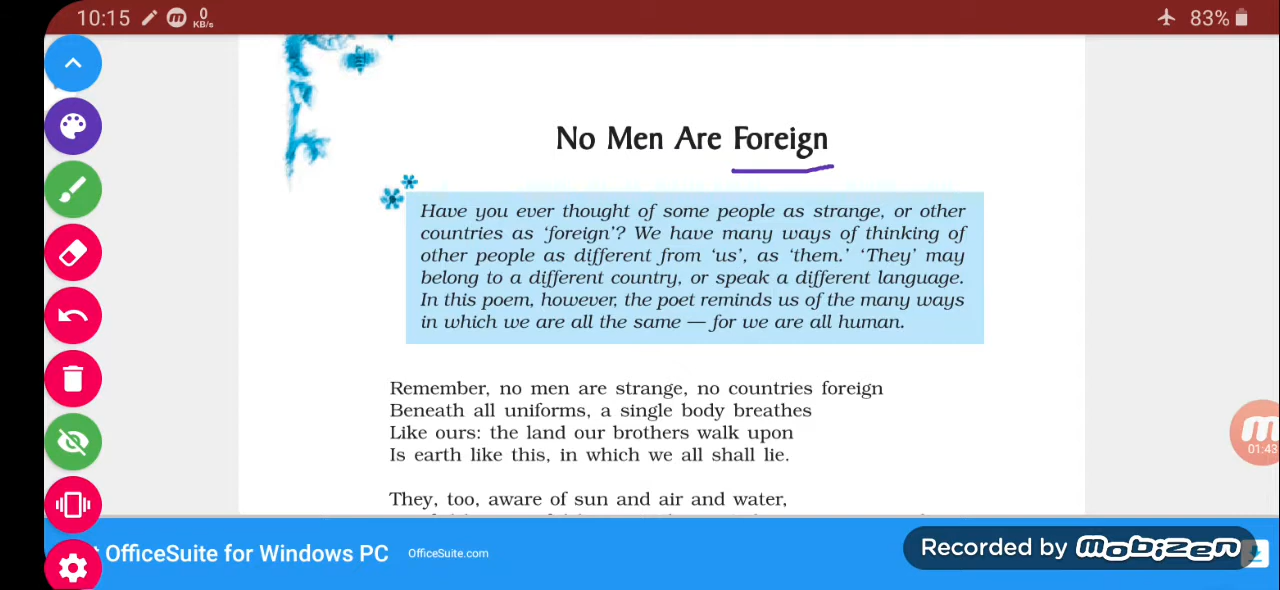 10:15 0 KB/s 83%
No Men Are Foreign
Have you ever thought of some people as strange, or other
countries as ‘foreign’? We have many ways of thinking of
other people as different from ‘us’, as ‘them.’ ‘They’ may
belong to a different country, or speak a different language.
In this poem, however, the poet reminds us of the many ways
in which we are all the same — for we are all human.
Remember, no men are strange, no countries foreign
Beneath all uniforms, a single body breathes
Like ours: the land our brothers walk upon
Is earth like this, in which we all shall lie.
They, too, aware of sun and air and water,
01:43
OfficeSuite for Windows PC OfficeSuite.com
Recorded by mobizen